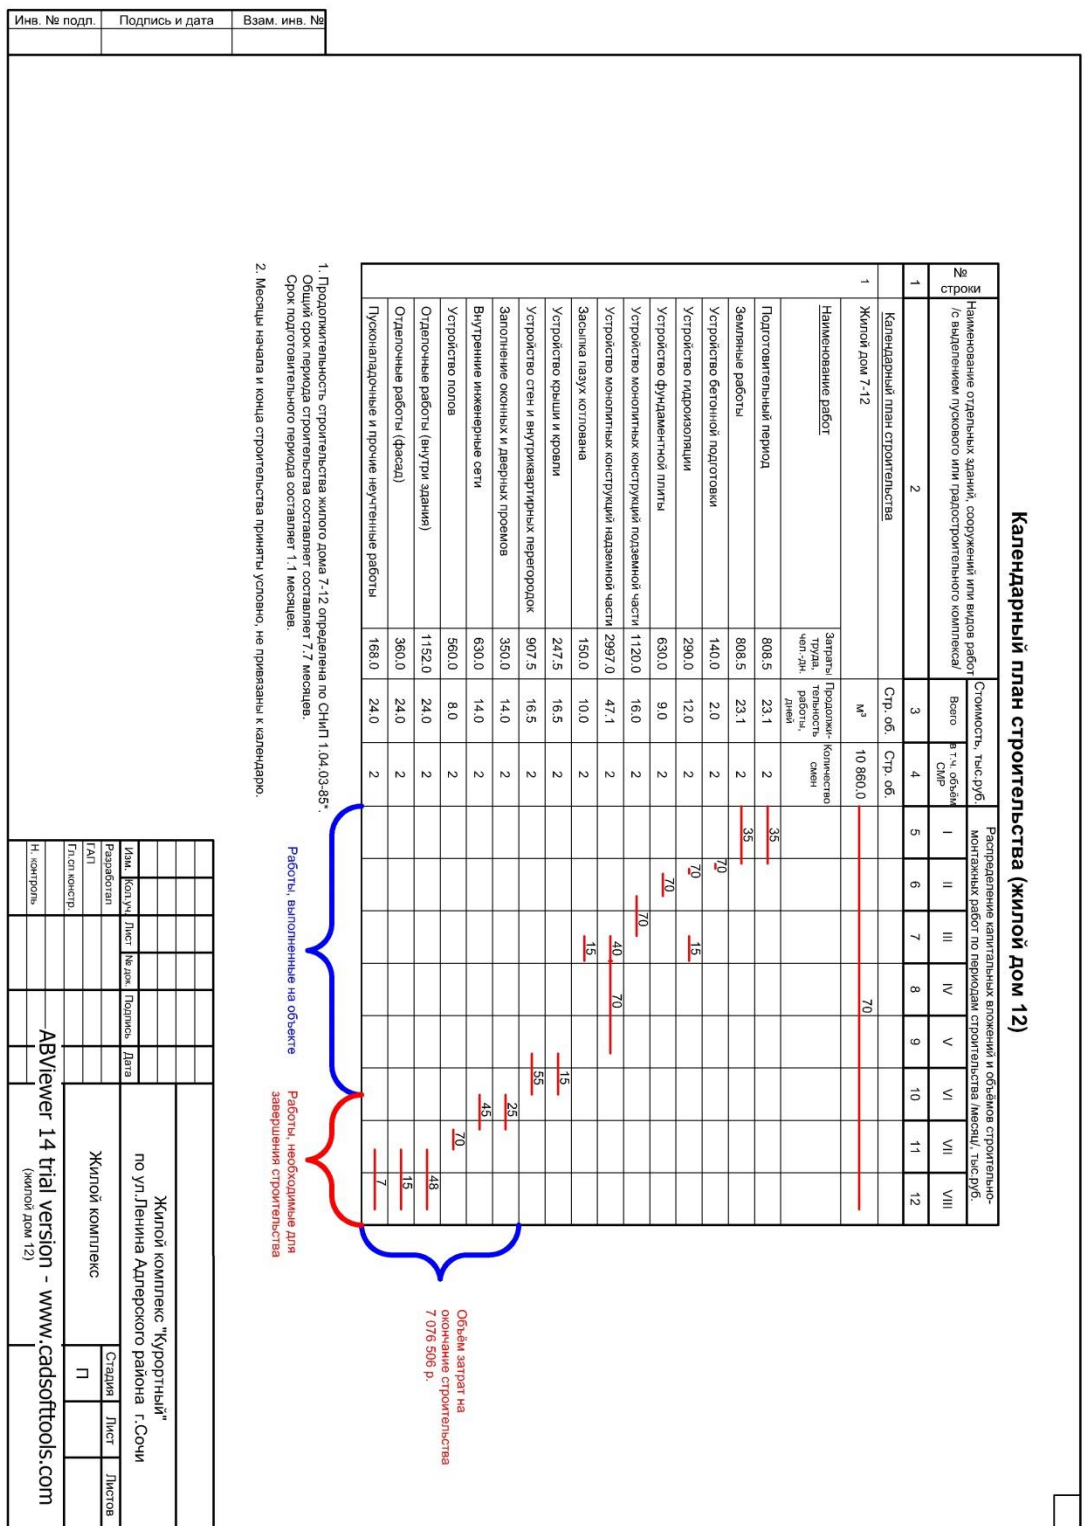 Инв. № подл.
Подпись и дата
Взам. инв. №
Календарный план строительства (жилой дом 12)
№
строки
Наименование отдельных зданий, сооружений или видов работ
/с выделением пускового или градостроительного комплекса/
Стоимость, тыс.руб.
Всего
в т.ч. объём
СМР
Распределение капитальных вложений и объёмов строительно-
монтажных работ по периодам строительства /месяц/, тыс.руб.
I II III IV V VI VII VIII
1 2 3 4 5 6 7 8 9 10 11 12
Календарный план строительства
Стр. об. Стр. об.
1 Жилой дом 7-12 м³ 10 860.0 70
Наименование работ
Затраты
труда,
чел.-дн.
Продолжи-
тельность
работы,
дней
Количество
смен
Подготовительный период 808.5 23.1 2 35
Земляные работы 808.5 23.1 2 35
Устройство бетонной подготовки 140.0 2.0 2 70
Устройство гидроизоляции 290.0 12.0 2 70 15
Устройство фундаментной плиты 630.0 9.0 2 70
Устройство монолитных конструкций подземной части 1120.0 16.0 2 70
Устройство монолитных конструкций надземной части 2997.0 47.1 2 40 70
Засыпка пазух котлована 150.0 10.0 2 15
Устройство крыши и кровли 247.5 16.5 2 15
Устройство стен и внутриквартирных перегородок 907.5 16.5 2 55
Заполнение оконных и дверных проемов 350.0 14.0 2 25
Внутренние инженерные сети 630.0 14.0 2 45
Устройство полов 560.0 8.0 2 70
Отделочные работы (внутри здания) 1152.0 24.0 2 48
Отделочные работы (фасад) 360.0 24.0 2 15
Пусконаладочные и прочие неучтенные работы 168.0 24.0 2 7
1. Продолжительность строительства жилого дома 7-12 определена по СНиП 1.04.03-85*.
Общий срок периода строительства составляет составляет 7.7 месяцев.
Срок подготовительного периода составляет 1.1 месяцев.
2. Месяцы начала и конца строительства приняты условно, не привязаны к календарю.
Работы, выполненные на объекте
Работы, необходимые для
завершения строительства
Объём затрат на
окончание строительства
7 076 506 р.
Изм. Кол.уч. Лист № док. Подпись Дата
Разработал
ГАП
Гл.сп.констр.
Н. контроль
Жилой комплекс "Курортный"
по ул.Ленина Адлерского района г.Сочи
Жилой комплекс
Стадия Лист Листов
П
ABViewer 14 trial version - www.cadsofttools.com
(жилой дом 12)